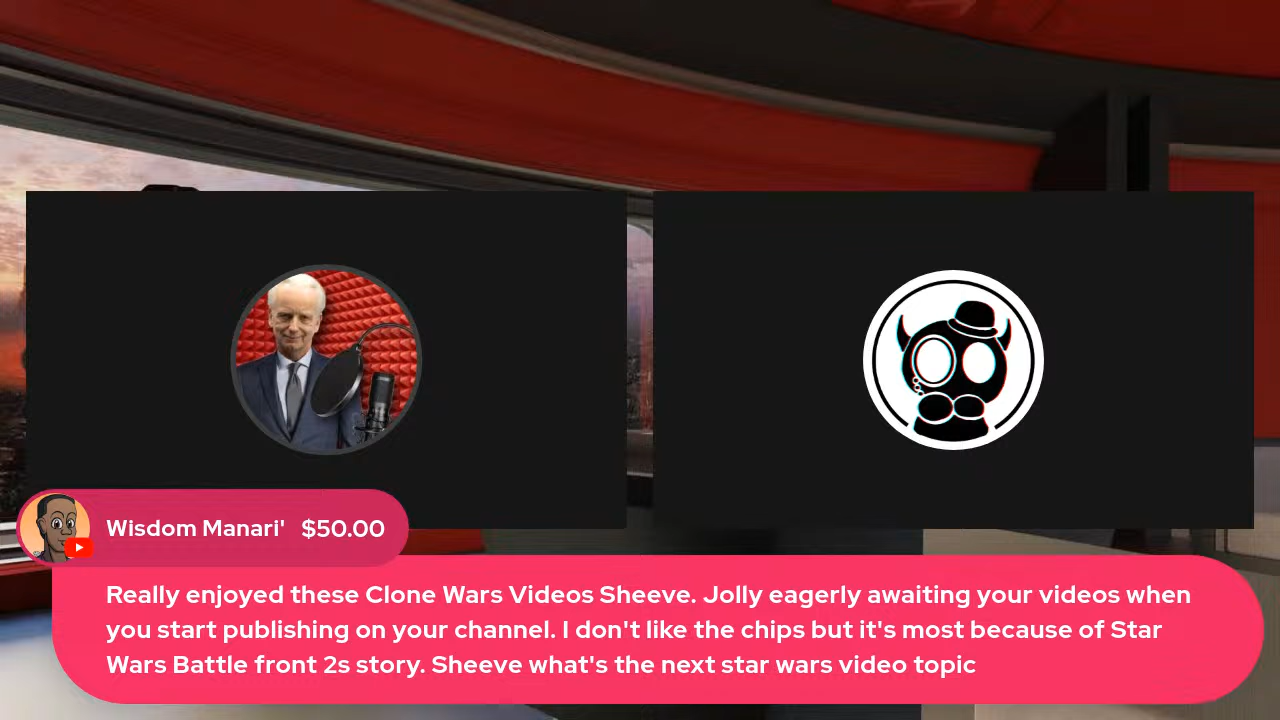 Wisdom Manari' $50.00
Really enjoyed these Clone Wars Videos Sheeve. Jolly eagerly awaiting your videos when
you start publishing on your channel. I don't like the chips but it's most because of Star
Wars Battle front 2s story. Sheeve what's the next star wars video topic